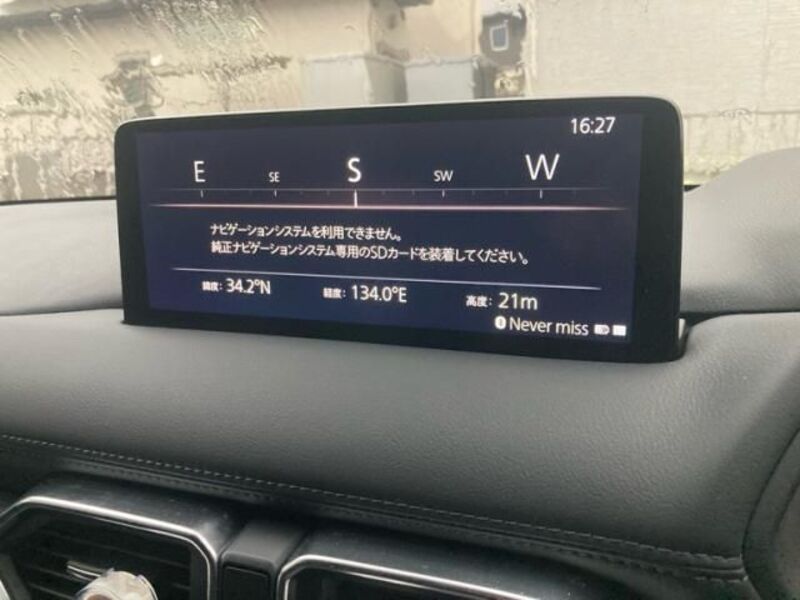 16:27
E SE S SW W
ナビゲーションシステムを利用できません。
純正ナビゲーションシステム専用のSDカードを装着してください。
緯度: 34.2°N 経度: 134.0°E 高度: 21m
Never miss